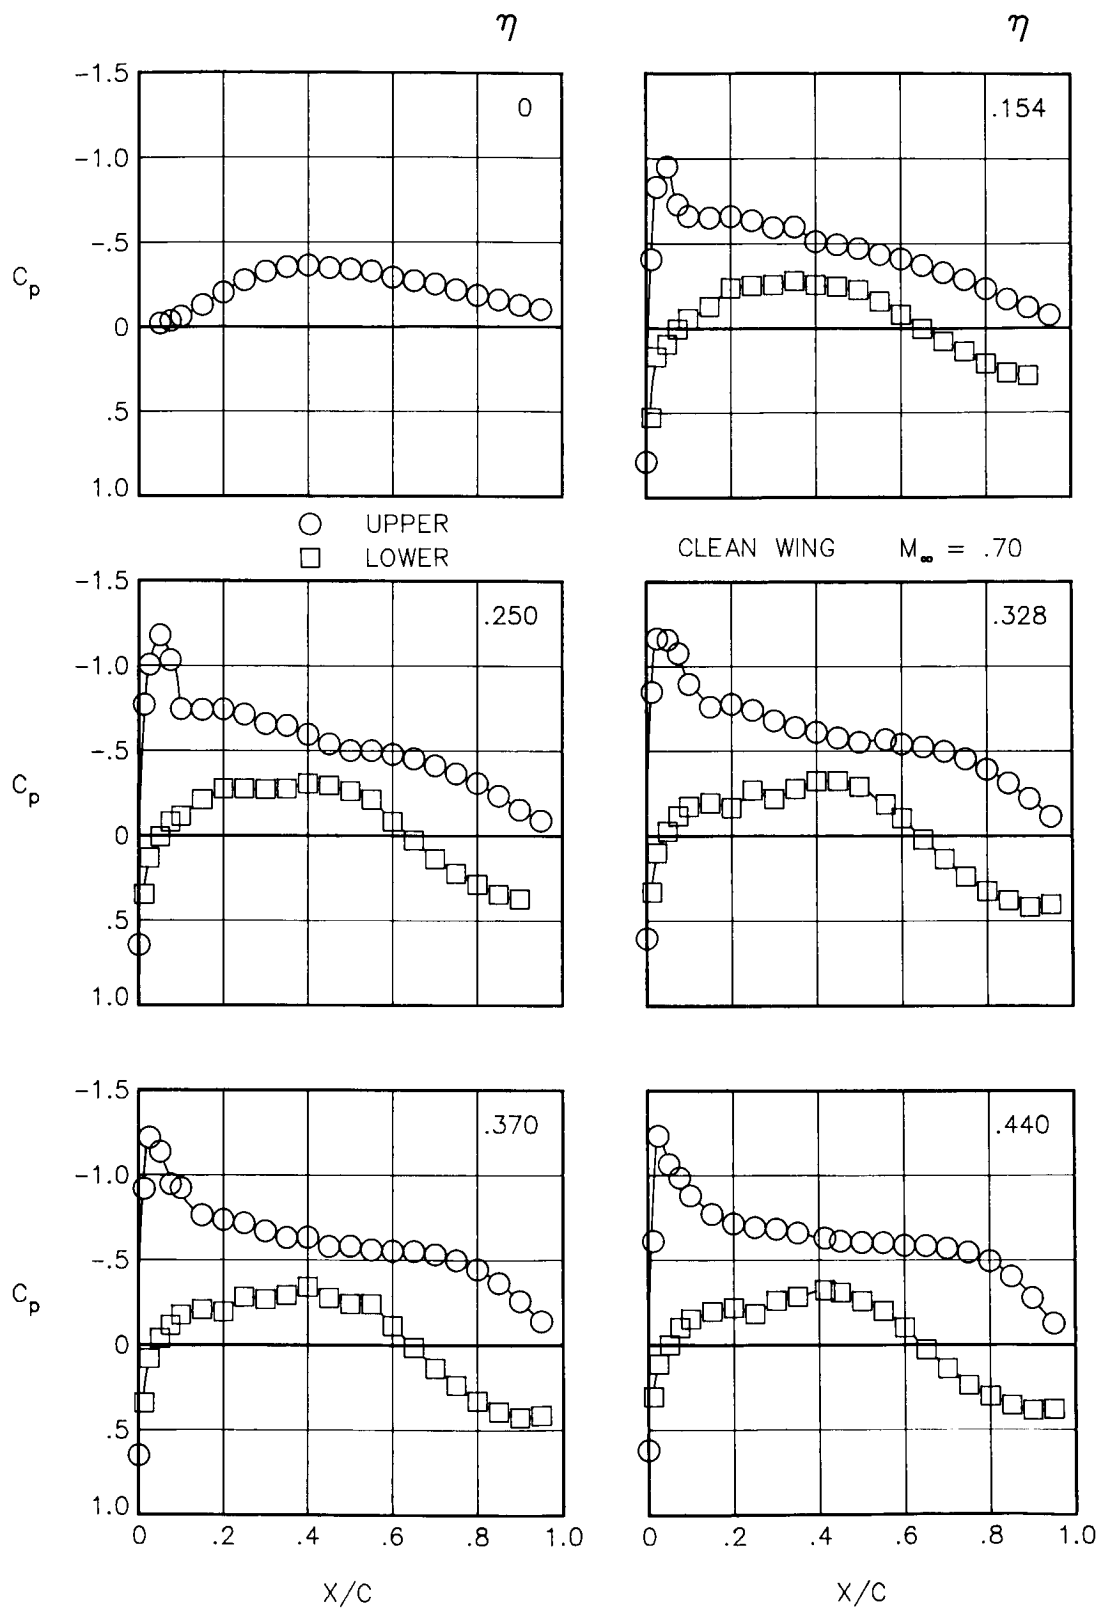 η η
-1.5
0 .154
-1.0
-.5
Cp
0
.5
1.0
○ UPPER
□ LOWER
CLEAN WING M∞ = .70
-1.5
.250 .328
-1.0
-.5
Cp
0
.5
1.0
-1.5
.370 .440
-1.0
-.5
Cp
0
.5
1.0
0 .2 .4 .6 .8 1.0 0 .2 .4 .6 .8 1.0
X/C X/C